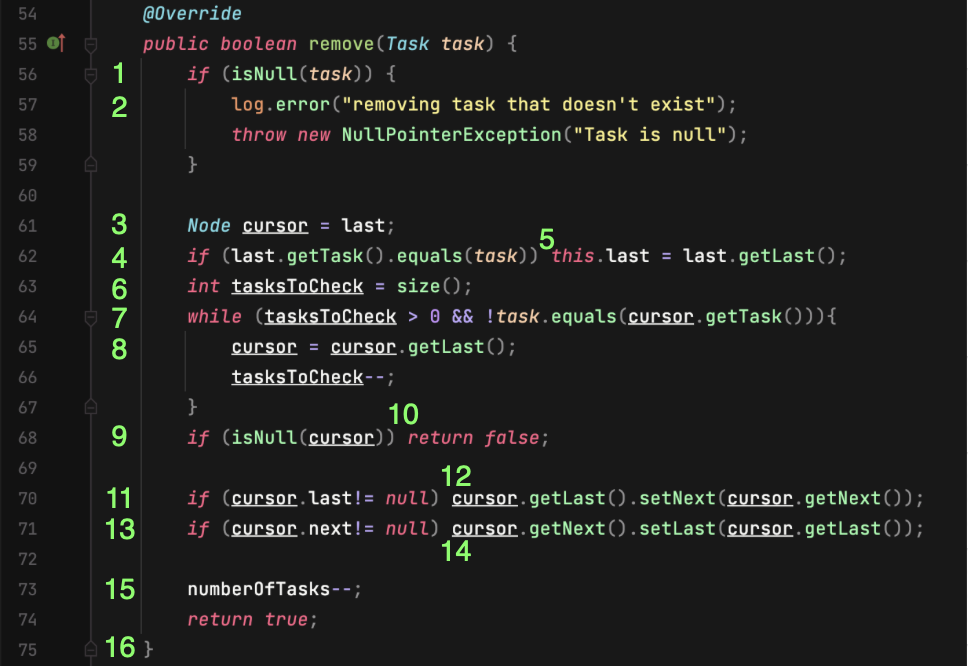 54 @Override
55 public boolean remove(Task task) {
56 1 if (isNull(task)) {
57 2 log.error("removing task that doesn't exist");
58 throw new NullPointerException("Task is null");
59 }
60
61 3 Node cursor = last;
5
62 4 if (last.getTask().equals(task)) this.last = last.getLast();
63 6 int tasksToCheck = size();
64 7 while (tasksToCheck > 0 && !task.equals(cursor.getTask())){
65 8 cursor = cursor.getLast();
66 tasksToCheck--;
67 }
10
68 9 if (isNull(cursor)) return false;
69
12
70 11 if (cursor.last!= null) cursor.getLast().setNext(cursor.getNext());
71 13 if (cursor.next!= null) cursor.getNext().setLast(cursor.getLast());
14
72
73 15 numberOfTasks--;
74 return true;
75 16 }